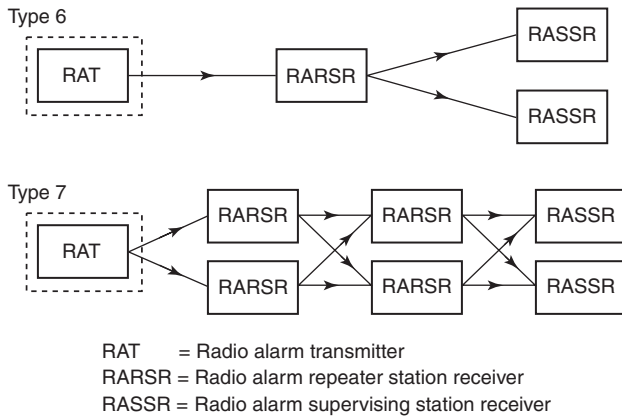 Type 6
RAT
RARSR
RASSR
RASSR
Type 7
RAT
RARSR
RARSR
RASSR
RARSR
RARSR
RASSR
RAT = Radio alarm transmitter
RARSR = Radio alarm repeater station receiver
RASSR = Radio alarm supervising station receiver